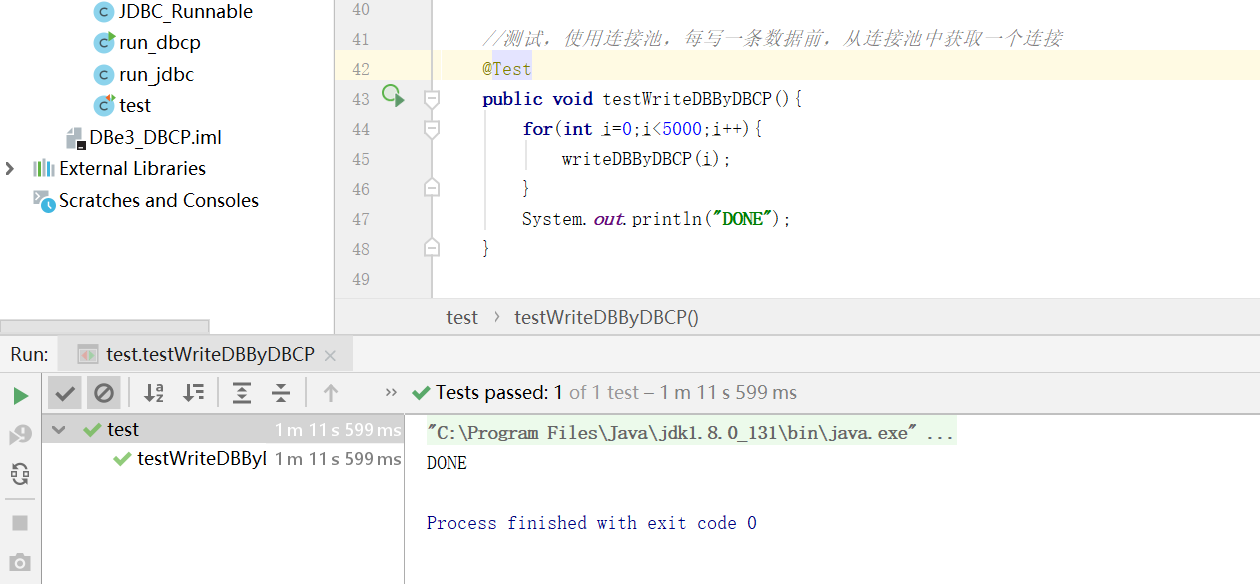 JDBC_Runnable
run_dbcp
run_jdbc
test
DBe3_DBCP.iml
External Libraries
Scratches and Consoles
40
41 //测试，使用连接池，每写一条数据前，从连接池中获取一个连接
42 @Test
43 public void testWriteDBByDBCP(){
44 for(int i=0;i<5000;i++){
45 writeDBByDBCP(i);
46 }
47 System.out.println("DONE");
48 }
49
test › testWriteDBByDBCP()
Run: test.testWriteDBByDBCP
Tests passed: 1 of 1 test – 1 m 11 s 599 ms
test 1 m 11 s 599 ms
testWriteDBByI 1 m 11 s 599 ms
"C:\Program Files\Java\jdk1.8.0_131\bin\java.exe" ...
DONE
Process finished with exit code 0